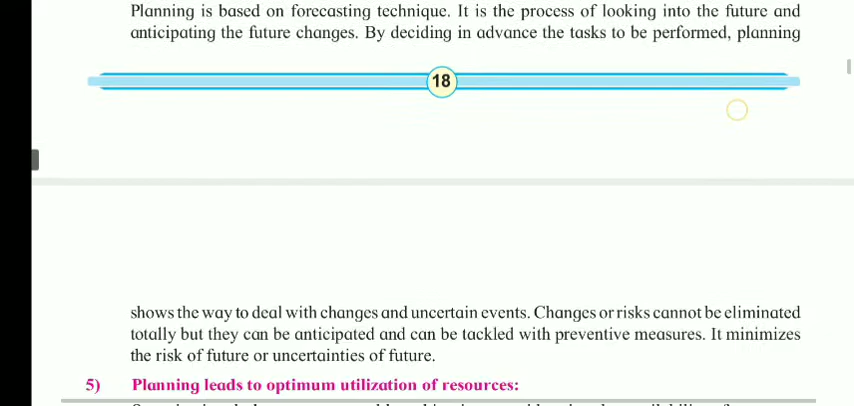 Planning is based on forecasting technique. It is the process of looking into the future and
anticipating the future changes. By deciding in advance the tasks to be performed, planning
18
shows the way to deal with changes and uncertain events. Changes or risks cannot be eliminated
totally but they can be anticipated and can be tackled with preventive measures. It minimizes
the risk of future or uncertainties of future.
5) Planning leads to optimum utilization of resources: